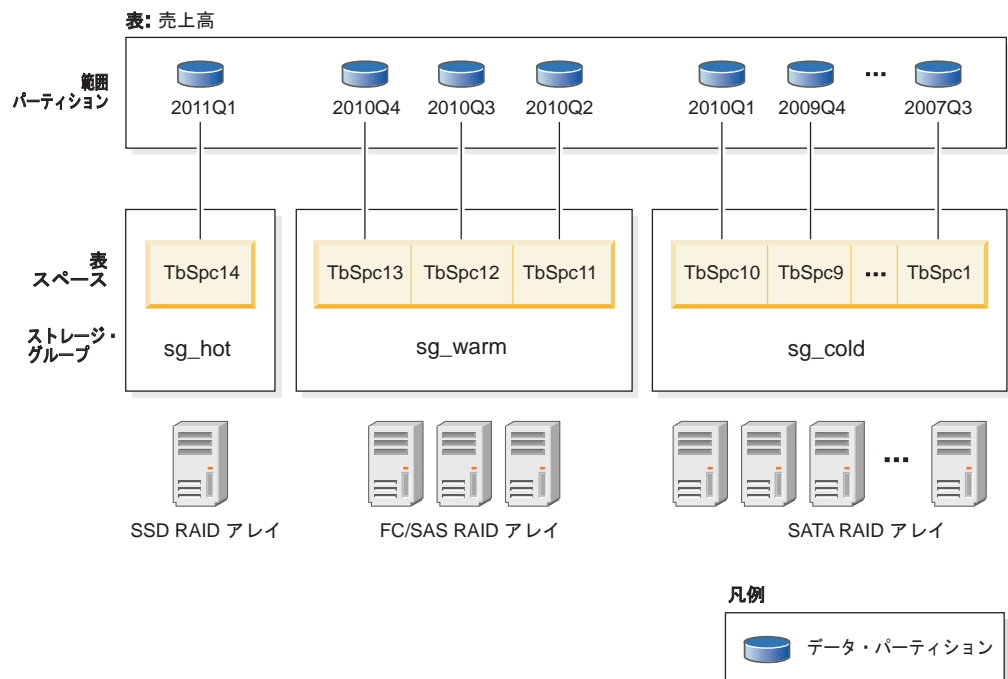 表: 売上高
範囲
パーティション
2011Q1 2010Q4 2010Q3 2010Q2 2010Q1 2009Q4 ... 2007Q3
表
スペース
TbSpc14 TbSpc13 TbSpc12 TbSpc11 TbSpc10 TbSpc9 ... TbSpc1
ストレージ・
グループ
sg_hot sg_warm sg_cold
...
SSD RAID アレイ FC/SAS RAID アレイ SATA RAID アレイ
凡例
データ・パーティション